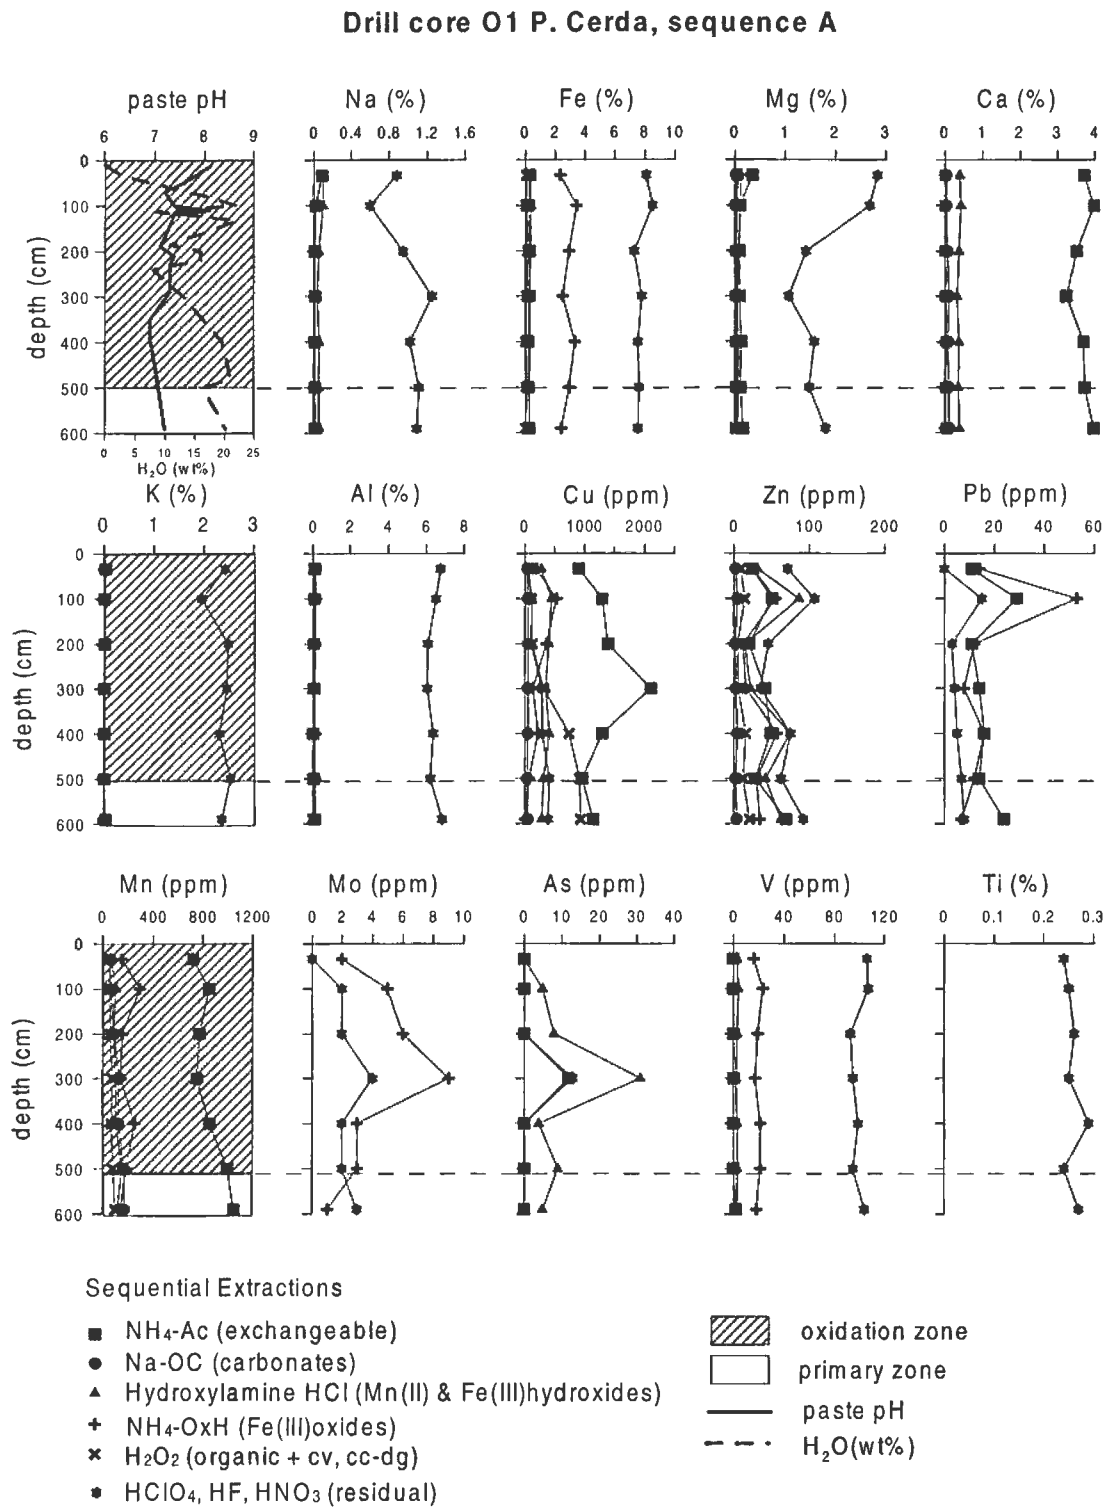 Drill core O1 P. Cerda, sequence A
paste pH Na (%) Fe (%) Mg (%) Ca (%)
6 7 8 9 0 0.4 0.8 1.2 1.6 0 2 4 6 8 10 0 1 2 3 0 1 2 3 4
0
100
200
300
400
500
600
depth (cm)
0 5 10 15 20 25
H₂O (wt%)
K (%) Al (%) Cu (ppm) Zn (ppm) Pb (ppm)
0 1 2 3 0 2 4 6 8 0 1000 2000 0 100 200 0 20 40 60
0
100
200
300
400
500
600
depth (cm)
Mn (ppm) Mo (ppm) As (ppm) V (ppm) Ti (%)
0 400 800 1200 0 2 4 6 8 10 0 10 20 30 40 0 40 80 120 0 0.1 0.2 0.3
0
100
200
300
400
500
600
depth (cm)
Sequential Extractions
NH₄-Ac (exchangeable)
Na-OC (carbonates)
Hydroxylamine HCl (Mn(II) & Fe(III)hydroxides)
NH₄-OxH (Fe(III)oxides)
H₂O₂ (organic + cv, cc-dg)
HClO₄, HF, HNO₃ (residual)
oxidation zone
primary zone
paste pH
H₂O(wt%)